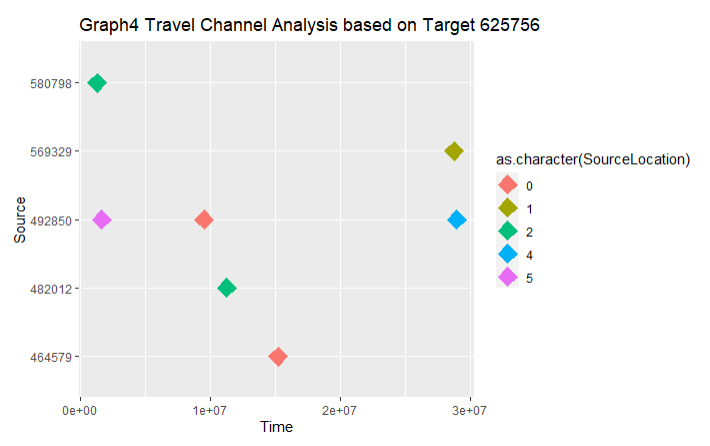 Graph4 Travel Channel Analysis based on Target 625756
Source
580798
569329
492850
482012
464579
0e+00 1e+07 2e+07 3e+07
Time
as.character(SourceLocation)
0
1
2
4
5